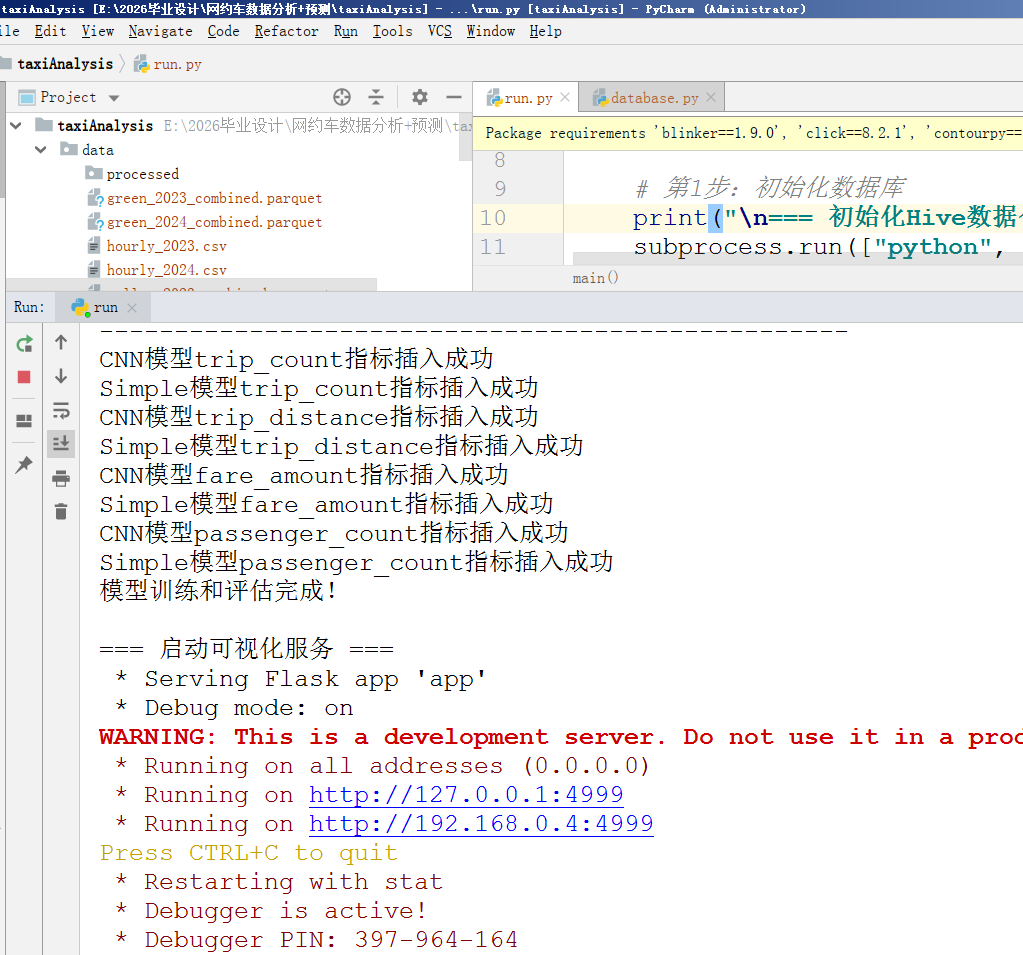 taxiAnalysis [E:\2026毕业设计\网约车数据分析+预测\taxiAnalysis] - ...\run.py [taxiAnalysis] - PyCharm (Administrator)
Edit View Navigate Code Refactor Run Tools VCS Window Help
taxiAnalysis run.py
Project
run.py database.py
taxiAnalysis E:\2026毕业设计\网约车数据分析+预测\
Package requirements 'blinker==1.9.0', 'click==8.2.1', 'contourpy==
data
processed
green_2023_combined.parquet
green_2024_combined.parquet
hourly_2023.csv
hourly_2024.csv
8
9 # 第1步：初始化数据库
10 print("\n=== 初始化Hive数据
11 subprocess.run(["python",
main()
Run: run
--------------------------------------------------
CNN模型trip_count指标插入成功
Simple模型trip_count指标插入成功
CNN模型trip_distance指标插入成功
Simple模型trip_distance指标插入成功
CNN模型fare_amount指标插入成功
Simple模型fare_amount指标插入成功
CNN模型passenger_count指标插入成功
Simple模型passenger_count指标插入成功
模型训练和评估完成！
=== 启动可视化服务 ===
* Serving Flask app 'app'
* Debug mode: on
WARNING: This is a development server. Do not use it in a
* Running on all addresses (0.0.0.0)
* Running on http://127.0.0.1:4999
* Running on http://192.168.0.4:4999
Press CTRL+C to quit
* Restarting with stat
* Debugger is active!
* Debugger PIN: 397-964-164